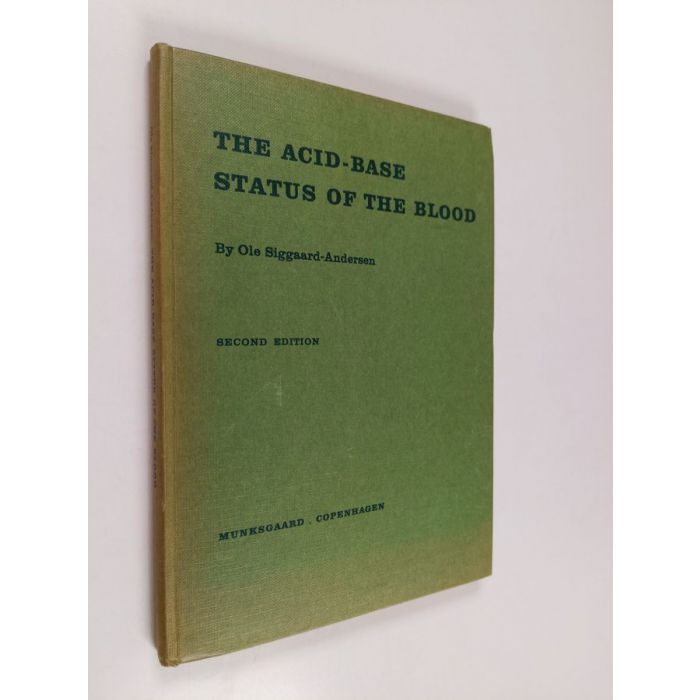 THE ACID-BASE
STATUS OF THE BLOOD
By Ole Siggaard-Andersen
SECOND EDITION
MUNKSGAARD . COPENHAGEN